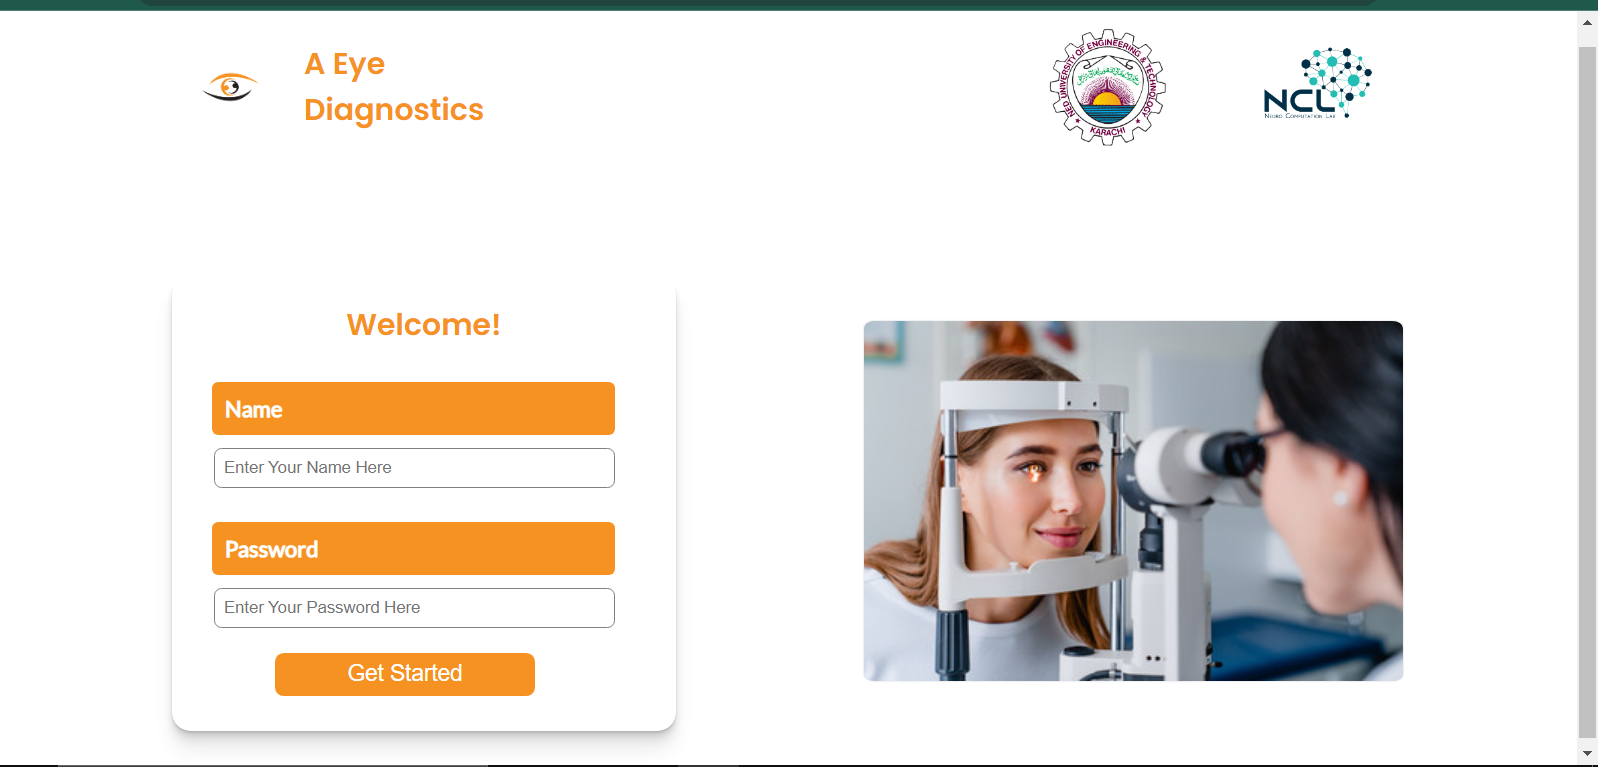 A Eye
Diagnostics
NED UNIVERSITY OF ENGINEERING & TECHNOLOGY
KARACHI
NCL
Neuro Computation Lab
Welcome!
Name
Enter Your Name Here
Password
Enter Your Password Here
Get Started